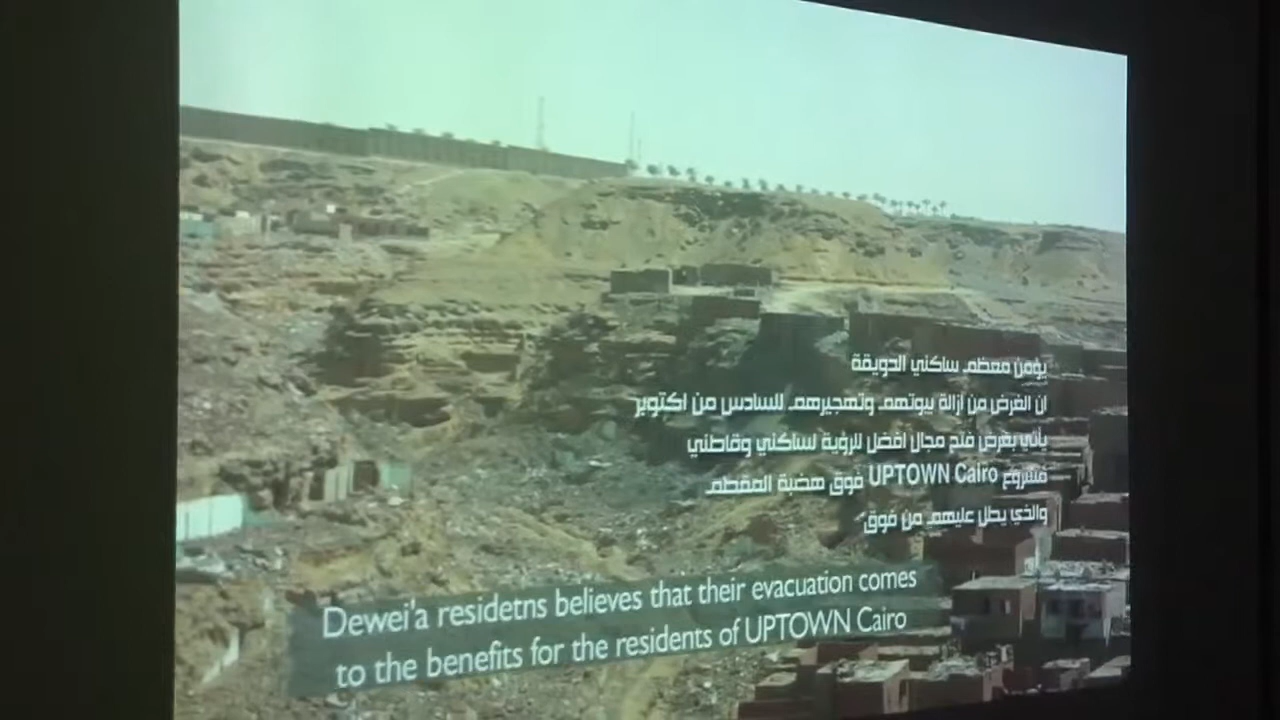 يؤمن معظم ساكني الدويقة
ان الغرض من ازالة بيوتهم وتهجيرهم للسادس من اكتوبر
يأتي بغرض فتح مجال افضل للرؤية لساكني وقاطني
مشروع UPTOWN Cairo فوق هضبة المقطم
والذي يطل عليهم من فوق
Dewei'a residetns believes that their evacuation comes
to the benefits for the residents of UPTOWN Cairo